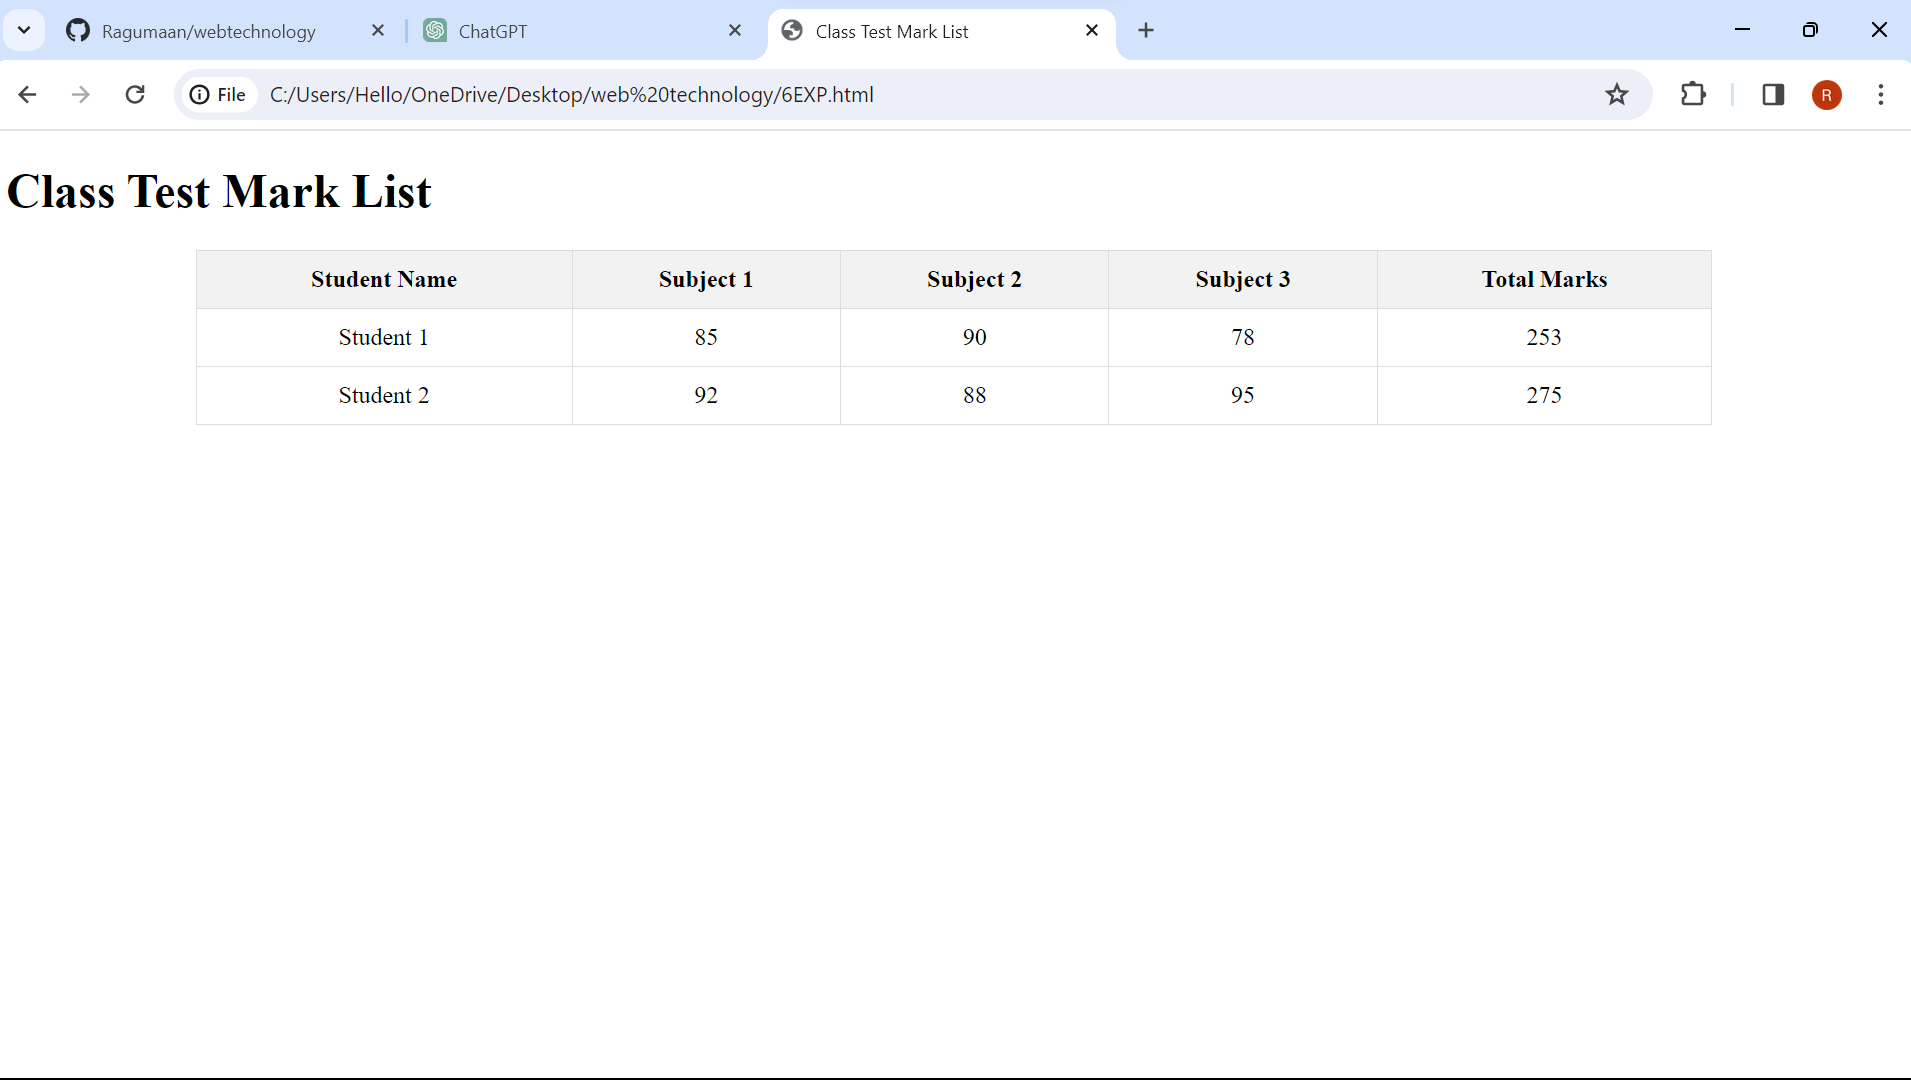 Ragumaan/webtechnology ChatGPT Class Test Mark List
File C:/Users/Hello/OneDrive/Desktop/web%20technology/6EXP.html R
Class Test Mark List
Student Name Subject 1 Subject 2 Subject 3 Total Marks
Student 1 85 90 78 253
Student 2 92 88 95 275